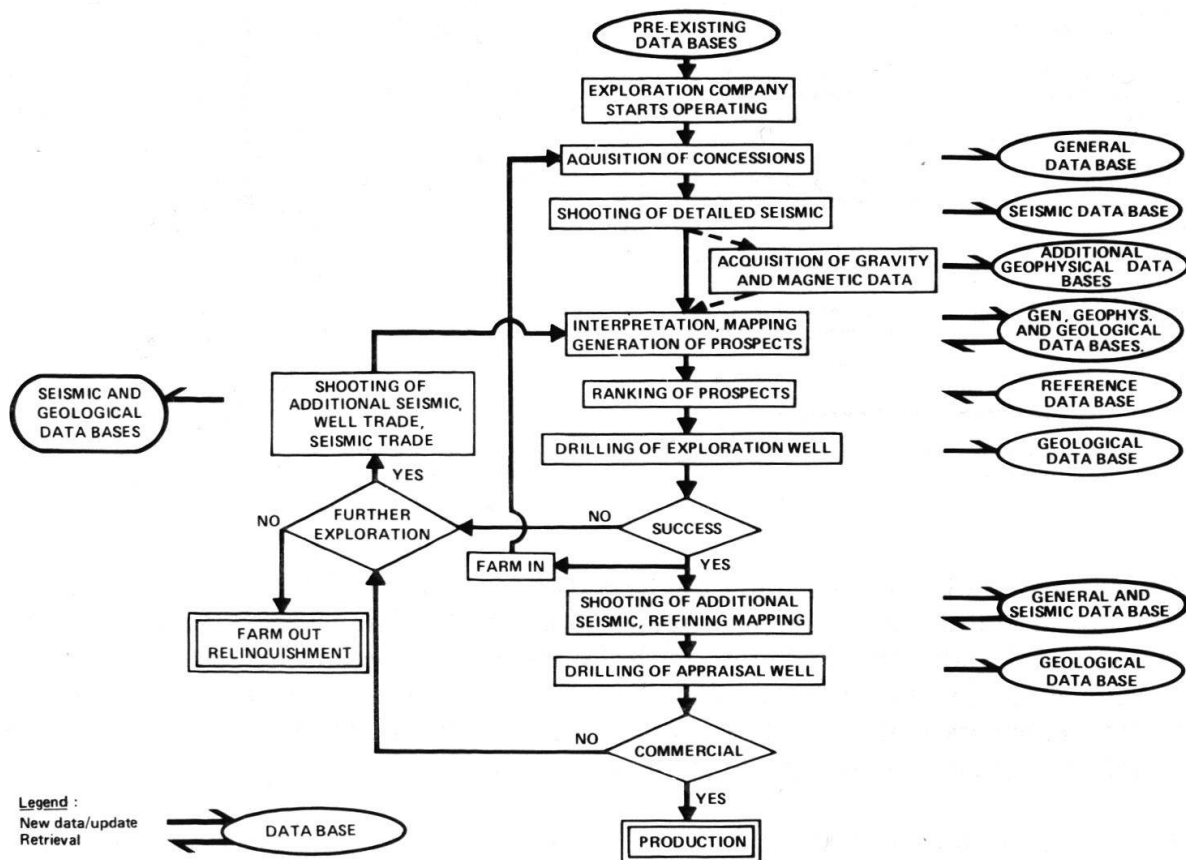 PRE-EXISTING
DATA BASES
EXPLORATION COMPANY
STARTS OPERATING
AQUISITION OF CONCESSIONS
GENERAL
DATA BASE
SHOOTING OF DETAILED SEISMIC
SEISMIC DATA BASE
ACQUISITION OF GRAVITY
AND MAGNETIC DATA
ADDITIONAL
GEOPHYSICAL DATA
BASES
INTERPRETATION, MAPPING
GENERATION OF PROSPECTS
GEN, GEOPHYS.
AND GEOLOGICAL
DATA BASES.
SEISMIC AND
GEOLOGICAL
DATA BASES
SHOOTING OF
ADDITIONAL SEISMIC,
WELL TRADE,
SEISMIC TRADE
RANKING OF PROSPECTS
REFERENCE
DATA BASE
DRILLING OF EXPLORATION WELL
GEOLOGICAL
DATA BASE
YES
NO
FURTHER
EXPLORATION
NO
SUCCESS
YES
FARM IN
SHOOTING OF ADDITIONAL
SEISMIC, REFINING MAPPING
GENERAL AND
SEISMIC DATA BASE
FARM OUT
RELINQUISHMENT
DRILLING OF APPRAISAL WELL
GEOLOGICAL
DATA BASE
NO
COMMERCIAL
YES
PRODUCTION
Legend :
New data/update
Retrieval
DATA BASE